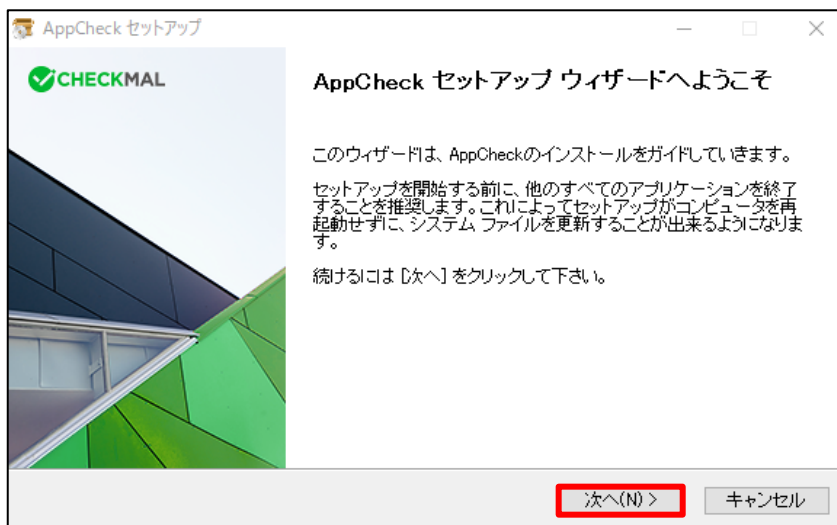 AppCheck セットアップ
CHECKMAL
AppCheck セットアップ ウィザードへようこそ
このウィザードは、AppCheckのインストールをガイドしていきます。
セットアップを開始する前に、他のすべてのアプリケーションを終了
することを推奨します。これによってセットアップがコンピュータを再
起動せずに、システム ファイルを更新することが出来るようになりま
す。
続けるには [次へ] をクリックして下さい。
次へ(N) >
キャンセル